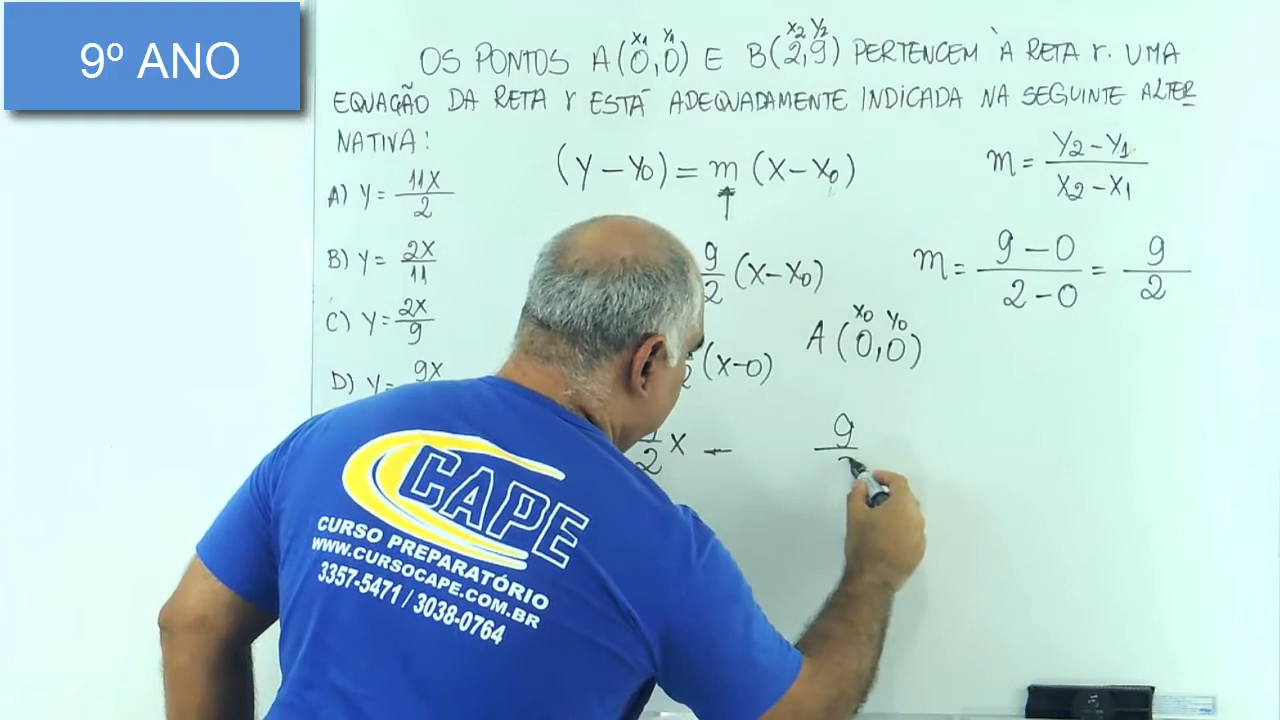 9º ANO
X1 Y1 X2 Y2
OS PONTOS A(0,0) E B(2,9) PERTENCEM À RETA r. UMA
EQUAÇÃO DA RETA r ESTÁ ADEQUADAMENTE INDICADA NA SEGUINTE ALTER
NATIVA:
(Y-Y0) = m (X-X0)
m = Y2-Y1 / X2-X1
A) Y = 11X / 2
B) Y = 2X / 11
C) Y = 2X / 9
D) Y = 9X
9/2 (X-X0)
m = 9-0 / 2-0 = 9/2
X0 Y0
A (0,0)
2 (X-0)
2 X -
9
CAPE
CURSO PREPARATÓRIO
WWW.CURSOCAPE.COM.BR
3357-5471 / 3038-0764